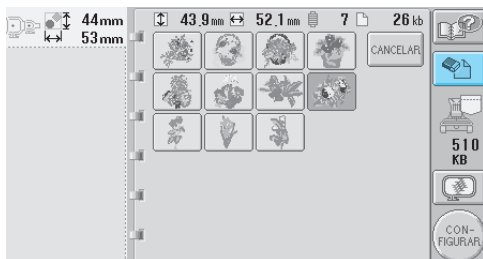 44mm
53mm
43.9mm 52.1mm 7 26kb
CANCELAR
510
KB
CON-
FIGURAR